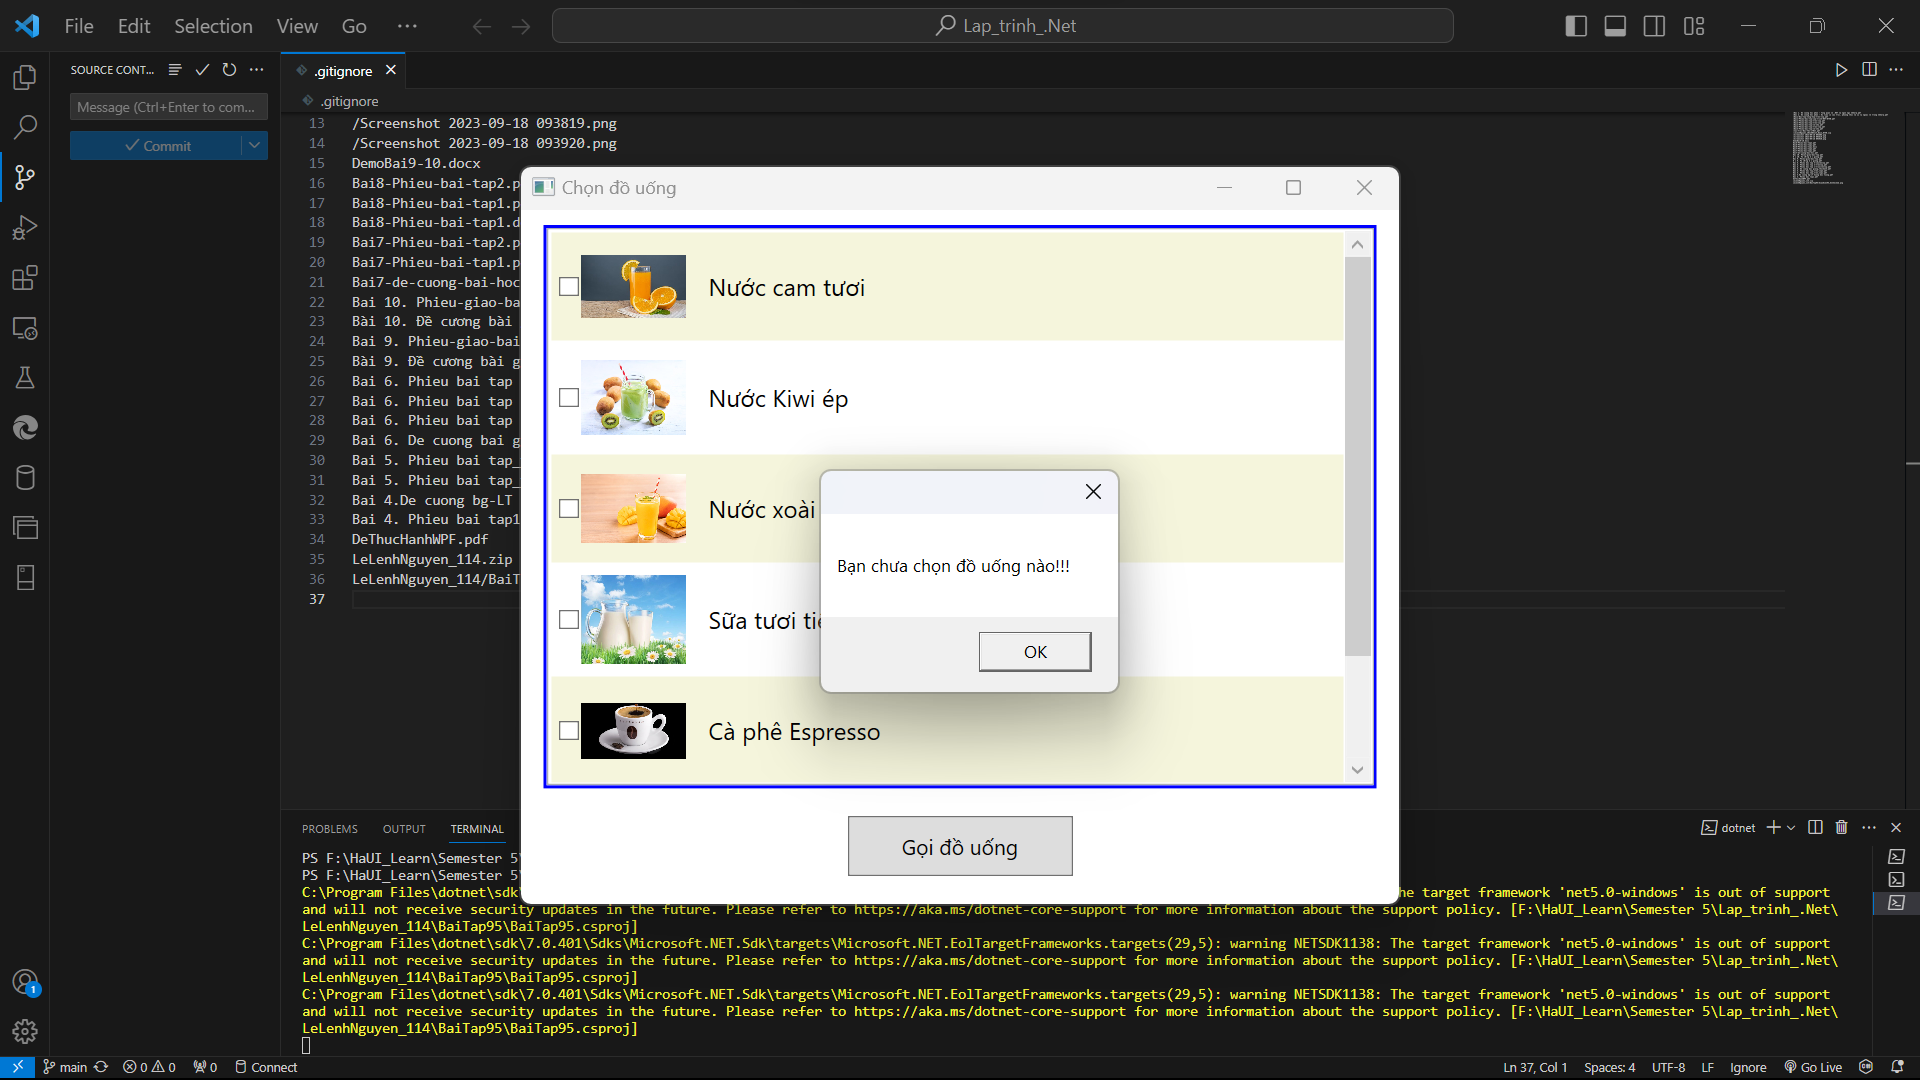 File Edit Selection View Go ···
Lap_trinh_.Net
SOURCE CONT...
Message (Ctrl+Enter to com...
Commit
.gitignore
.gitignore
13 /Screenshot 2023-09-18 093819.png
14 /Screenshot 2023-09-18 093920.png
15 DemoBai9-10.docx
16 Bai8-Phieu-bai-tap2.p
17 Bai8-Phieu-bai-tap1.p
18 Bai8-Phieu-bai-tap1.d
19 Bai7-Phieu-bai-tap2.p
20 Bai7-Phieu-bai-tap1.p
21 Bai7-de-cuong-bai-hoc
22 Bai 10. Phieu-giao-ba
23 Bài 10. Đề cương bài
24 Bai 9. Phieu-giao-bai
25 Bài 9. Đề cương bài g
26 Bai 6. Phieu bai tap
27 Bai 6. Phieu bai tap
28 Bai 6. Phieu bai tap
29 Bai 6. De cuong bai g
30 Bai 5. Phieu bai tap_
31 Bai 5. Phieu bai tap_
32 Bai 4.De cuong bg-LT
33 Bai 4. Phieu bai tap1
34 DeThucHanhWPF.pdf
35 LeLenhNguyen_114.zip
36 LeLenhNguyen_114/BaiT
37
Chọn đồ uống
Nước cam tươi
Nước Kiwi ép
Nước xoài
Sữa tươi tiệ
Cà phê Espresso
Bạn chưa chọn đồ uống nào!!!
OK
Gọi đồ uống
PROBLEMS OUTPUT TERMINAL
dotnet
PS F:\HaUI_Learn\Semester 5
PS F:\HaUI_Learn\Semester 5
C:\Program Files\dotnet\sdk he target framework 'net5.0-windows' is out of support
and will not receive security updates in the future. Please refer to https://aka.ms/dotnet-core-support for more information about the support policy. [F:\HaUI_Learn\Semester 5\Lap_trinh_.Net\
LeLenhNguyen_114\BaiTap95\BaiTap95.csproj]
C:\Program Files\dotnet\sdk\7.0.401\Sdks\Microsoft.NET.Sdk\targets\Microsoft.NET.EolTargetFrameworks.targets(29,5): warning NETSDK1138: The target framework 'net5.0-windows' is out of support
and will not receive security updates in the future. Please refer to https://aka.ms/dotnet-core-support for more information about the support policy. [F:\HaUI_Learn\Semester 5\Lap_trinh_.Net\
LeLenhNguyen_114\BaiTap95\BaiTap95.csproj]
C:\Program Files\dotnet\sdk\7.0.401\Sdks\Microsoft.NET.Sdk\targets\Microsoft.NET.EolTargetFrameworks.targets(29,5): warning NETSDK1138: The target framework 'net5.0-windows' is out of support
and will not receive security updates in the future. Please refer to https://aka.ms/dotnet-core-support for more information about the support policy. [F:\HaUI_Learn\Semester 5\Lap_trinh_.Net\
LeLenhNguyen_114\BaiTap95\BaiTap95.csproj]
1
main 0 0 0 Connect
Ln 37, Col 1 Spaces: 4 UTF-8 LF Ignore Go Live